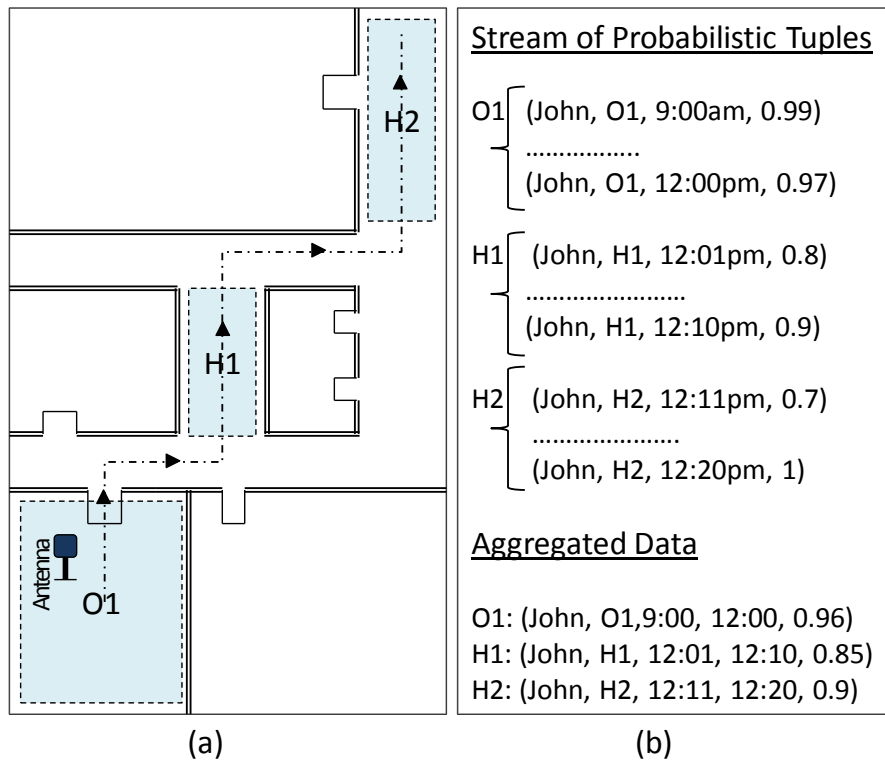 H2
H1
Antenna
O1
(a)
Stream of Probabilistic Tuples
O1 (John, O1, 9:00am, 0.99)
.................
(John, O1, 12:00pm, 0.97)
H1 (John, H1, 12:01pm, 0.8)
........................
(John, H1, 12:10pm, 0.9)
H2 (John, H2, 12:11pm, 0.7)
.......................
(John, H2, 12:20pm, 1)
Aggregated Data
O1: (John, O1,9:00, 12:00, 0.96)
H1: (John, H1, 12:01, 12:10, 0.85)
H2: (John, H2, 12:11, 12:20, 0.9)
(b)